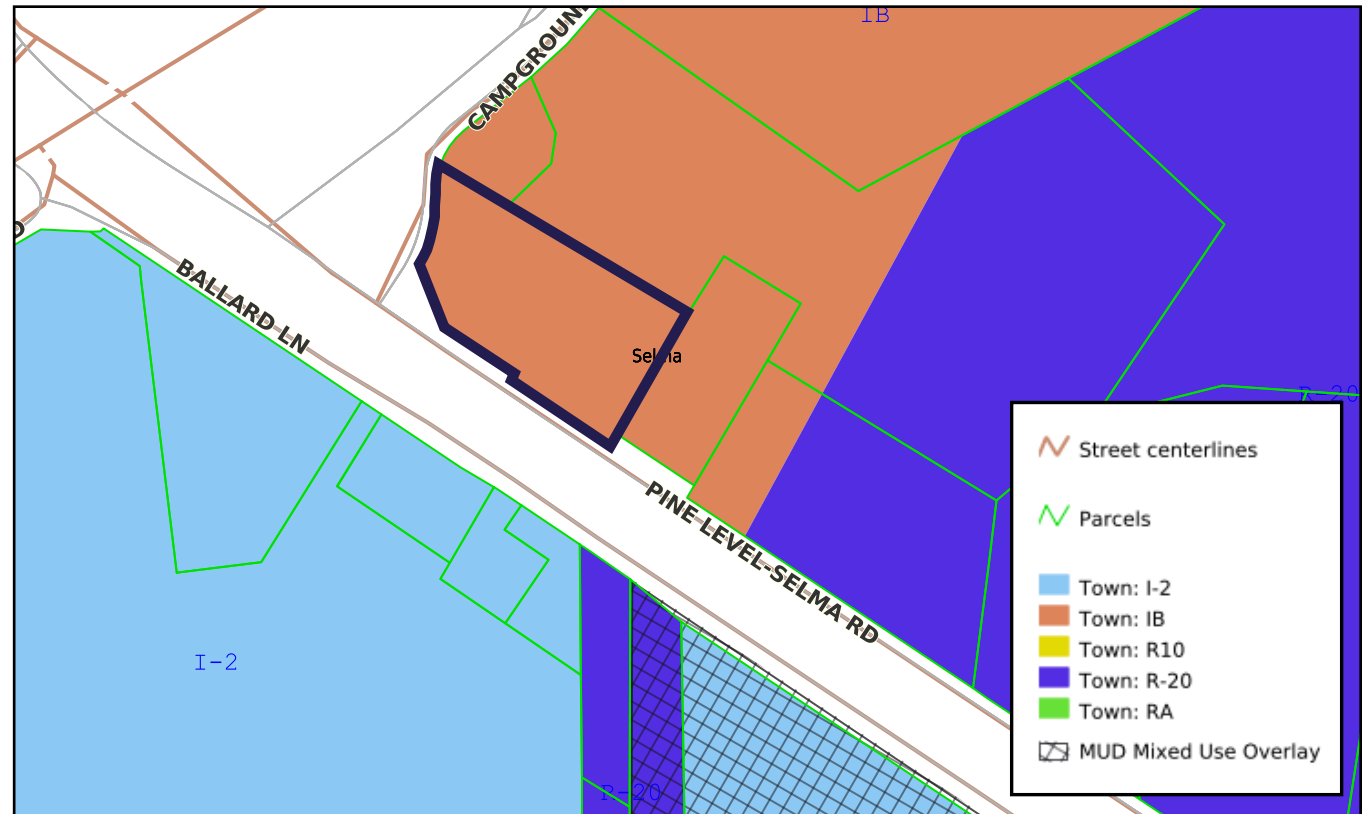 IB
CAMPGROUN
D
BALLARD LN
Selma
R-20
PINE LEVEL-SELMA RD
I-2
R-20
Street centerlines
Parcels
Town: I-2
Town: IB
Town: R10
Town: R-20
Town: RA
MUD Mixed Use Overlay